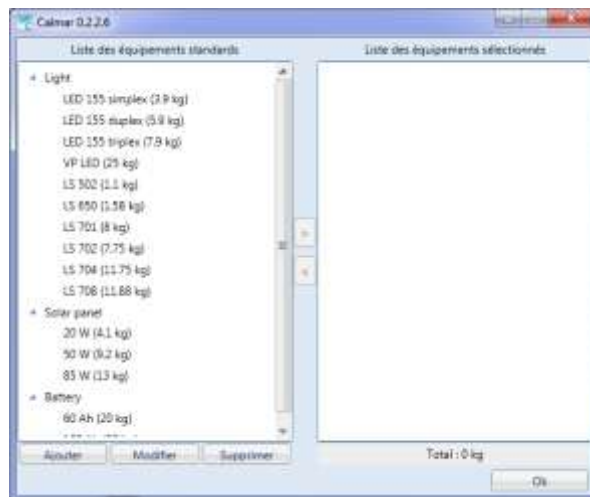 Calmar 0.2.2.6
Liste des équipements standards
Liste des équipements sélectionnés
Light
LED 155 simplex (3.9 kg)
LED 155 duplex (5.9 kg)
LED 155 triplex (7.9 kg)
VP LED (25 kg)
LS 502 (1.1 kg)
LS 650 (1.58 kg)
LS 701 (6 kg)
LS 702 (7.75 kg)
LS 704 (11.75 kg)
LS 708 (11.88 kg)
Solar panel
20 W (4.1 kg)
50 W (9.2 kg)
85 W (13 kg)
Battery
60 Ah (20 kg)
Ajouter
Modifier
Supprimer
Total : 0 kg
Ok